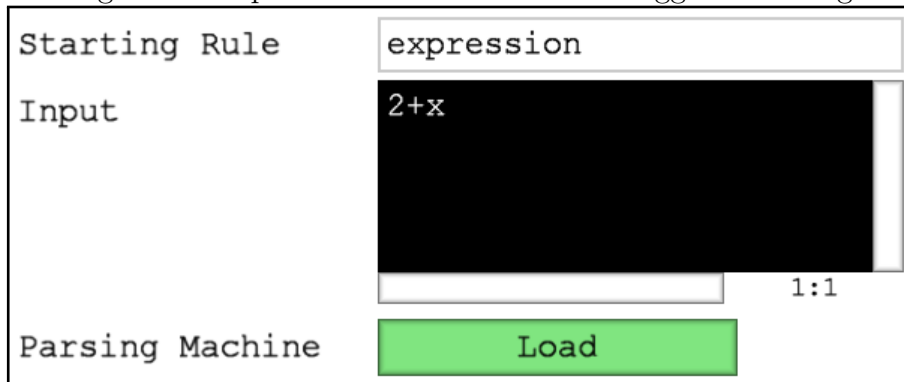 Starting Rule
expression
Input
2+x
1:1
Parsing Machine
Load